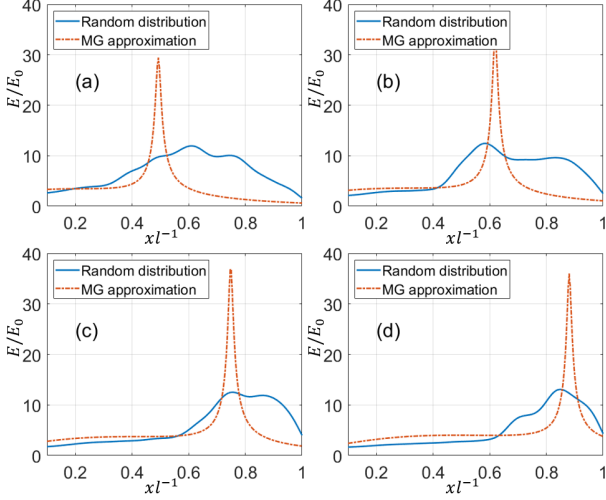 40
30
20
10
0
E/E₀
Random distribution
MG approximation
(a)
0.2 0.4 0.6 0.8 1
xl⁻¹
40
30
20
10
0
E/E₀
Random distribution
MG approximation
(b)
0.2 0.4 0.6 0.8 1
xl⁻¹
40
30
20
10
0
E/E₀
Random distribution
MG approximation
(c)
0.2 0.4 0.6 0.8 1
xl⁻¹
40
30
20
10
0
E/E₀
Random distribution
MG approximation
(d)
0.2 0.4 0.6 0.8 1
xl⁻¹